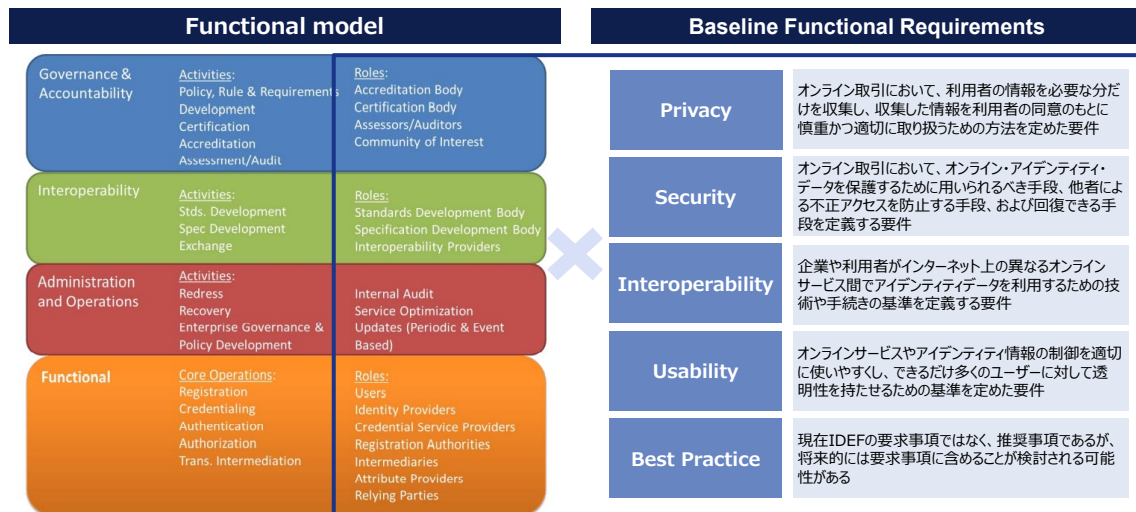 Functional model
Governance &
Accountability
Activities:
Policy, Rule & Requirements
Development
Certification
Accreditation
Assessment/Audit
Roles:
Accreditation Body
Certification Body
Assessors/Auditors
Community of Interest
Interoperability
Activities:
Stds. Development
Spec Development
Exchange
Roles:
Standards Development Body
Specification Development Body
Interoperability Providers
Administration
and Operations
Activities:
Redress
Recovery
Enterprise Governance &
Policy Development
Internal Audit
Service Optimization
Updates (Periodic & Event
Based)
Functional
Core Operations:
Registration
Credentialing
Authentication
Authorization
Trans. Intermediation
Roles:
Users
Identity Providers
Credential Service Providers
Registration Authorities
Intermediaries
Attribute Providers
Relying Parties
Baseline Functional Requirements
Privacy
オンライン取引において、利用者の情報を必要な分だ
けを収集し、収集した情報を利用者の同意のもとに
慎重かつ適切に取り扱うための方法を定めた要件
Security
オンライン取引において、オンライン・アイデンティティ・
データを保護するために用いられるべき手段、他者によ
る不正アクセスを防止する手段、および回復できる手
段を定義する要件
Interoperability
企業や利用者がインターネット上の異なるオンライン
サービス間でアイデンティティデータを利用するための技
術や手続きの基準を定義する要件
Usability
オンラインサービスやアイデンティティ情報の制御を適切
に使いやすくし、できるだけ多くのユーザーに対して透
明性を持たせるための基準を定めた要件
Best Practice
現在IDEFの要求事項ではなく、推奨事項であるが、
将来的には要求事項に含めることが検討される可能
性がある